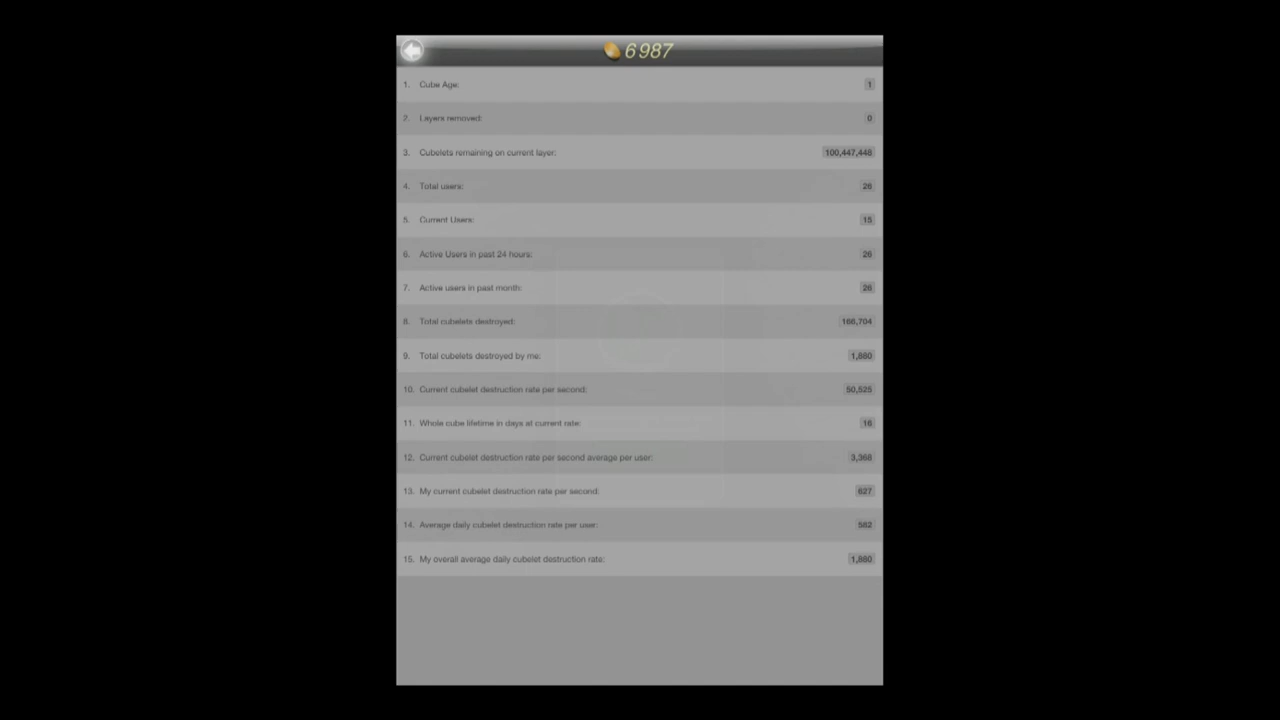 6987
1. Cube Age: 1
2. Layers removed: 0
3. Cubelets remaining on current layer: 100,447,448
4. Total users: 26
5. Current Users: 15
6. Active Users in past 24 hours: 26
7. Active users in past month: 26
8. Total cubelets destroyed: 166,704
9. Total cubelets destroyed by me: 1,880
10. Current cubelet destruction rate per second: 50,525
11. Whole cube lifetime in days at current rate: 16
12. Current cubelet destruction rate per second average per user: 3,368
13. My current cubelet destruction rate per second: 627
14. Average daily cubelet destruction rate per user: 582
15. My overall average daily cubelet destruction rate: 1,880